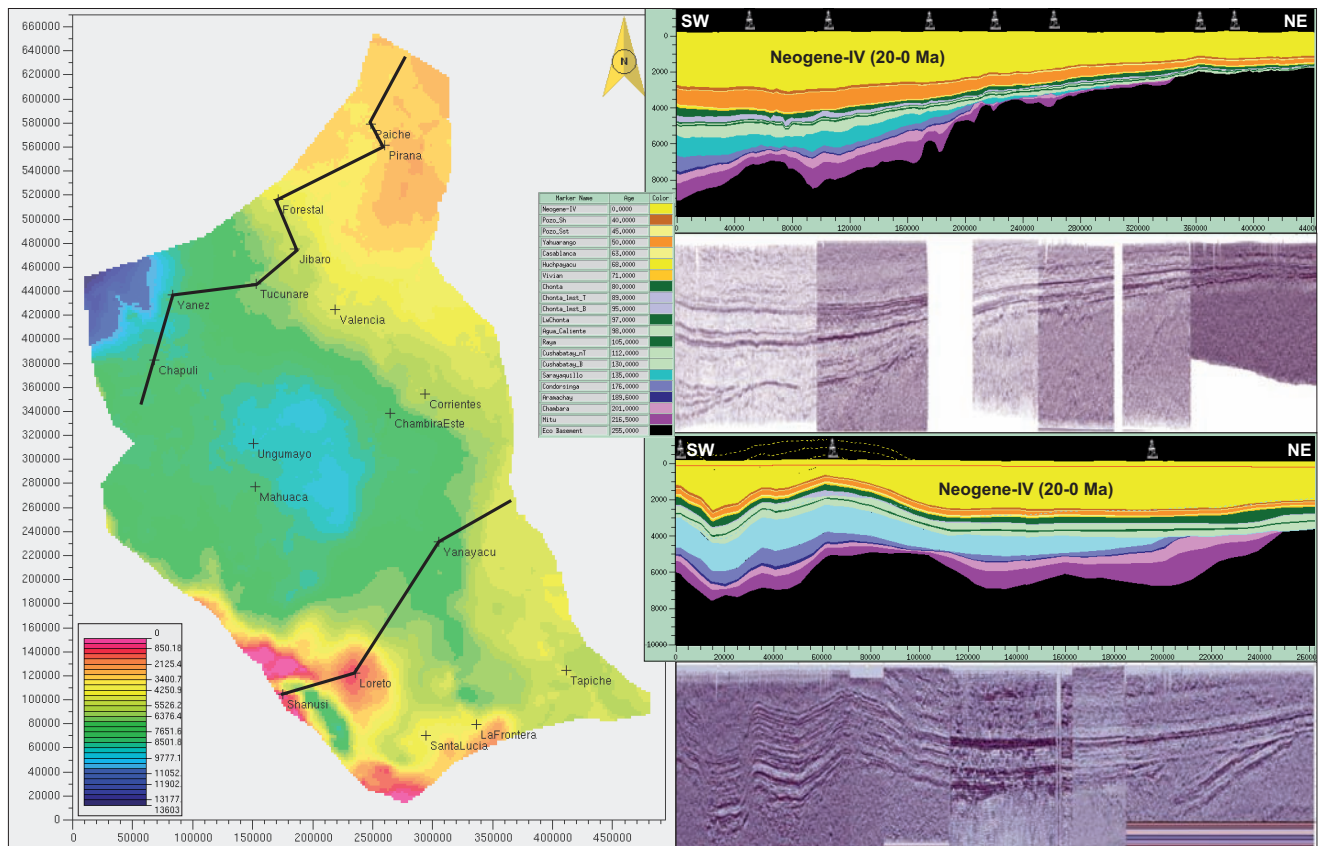 660000
640000
620000
600000
580000
560000
540000
520000
500000
480000
460000
440000
420000
400000
380000
360000
340000
320000
300000
280000
260000
240000
220000
200000
180000
160000
140000
120000
100000
80000
60000
40000
20000
0
0
50000
100000
150000
200000
250000
300000
350000
400000
450000
N
Paiche
Pirana
Forestal
Jibaro
Tucunare
Yanez
Valencia
Chapuli
Corrientes
ChambiraEste
Ungumayo
Mahuaca
Yanayacu
Loreto
Shanusi
Tapiche
LaFrontera
SantaLucia
0
850.18
2125.4
3400.7
4250.9
5526.2
6376.4
7651.6
8501.8
9777.1
11052.
11902.
13177.
13603
Marker Name Age Color
Neogene-IV 0.0000
Pozo_Sh 40.0000
Pozo_Sst 45.0000
Yahuarango 50.0000
Casablanca 63.0000
Huchpayacu 68.0000
Vivian 71.0000
Chonta 80.0000
Chonta_lmst_T 89.0000
Chonta_lmst_B 95.0000
LwChonta 97.0000
Agua_Caliente 98.0000
Raya 105.0000
Cushabatay_nT 112.0000
Cushabatay_B 130.0000
Sarayaquillo 135.0000
Condorsinga 176.0000
Aramachay 189.6000
Chambara 201.0000
Mitu 216.5000
Eco Basement 255.0000
SW
NE
Neogene-IV (20-0 Ma)
0
2000
4000
6000
8000
0
40000
80000
120000
160000
200000
240000
280000
320000
360000
400000
44000
SW
NE
Neogene-IV (20-0 Ma)
0
2000
4000
6000
8000
10000
0
20000
40000
60000
80000
100000
120000
140000
160000
180000
200000
220000
240000
26000